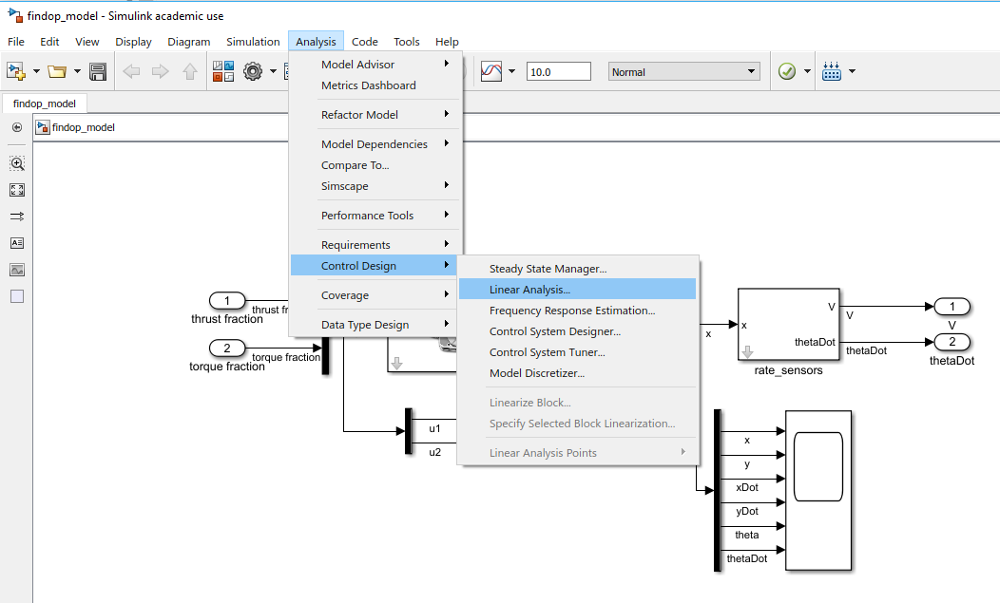 findop_model - Simulink academic use
File Edit View Display Diagram Simulation Analysis Code Tools Help
10.0 Normal
findop_model
findop_model
Model Advisor
Metrics Dashboard
Refactor Model
Model Dependencies
Compare To...
Simscape
Performance Tools
Requirements
Control Design
Coverage
Data Type Design
Steady State Manager...
Linear Analysis...
Frequency Response Estimation...
Control System Designer...
Control System Tuner...
Model Discretizer...
Linearize Block...
Specify Selected Block Linearization...
Linear Analysis Points
1
thrust fr
thrust fraction
2
torque fraction
torque fraction
u1
u2
x
x
V
thetaDot
rate_sensors
V
thetaDot
1
V
2
thetaDot
x
y
xDot
yDot
theta
thetaDot